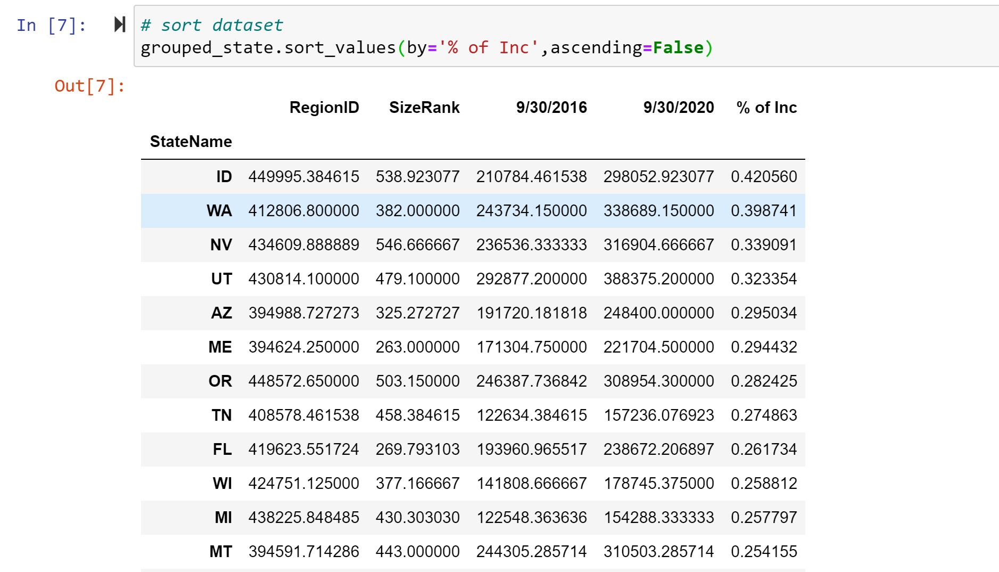 In [7]:
# sort dataset
grouped_state.sort_values(by='% of Inc',ascending=False)
Out[7]:
RegionID SizeRank 9/30/2016 9/30/2020 % of Inc
StateName
ID 449995.384615 538.923077 210784.461538 298052.923077 0.420560
WA 412806.800000 382.000000 243734.150000 338689.150000 0.398741
NV 434609.888889 546.666667 236536.333333 316904.666667 0.339091
UT 430814.100000 479.100000 292877.200000 388375.200000 0.323354
AZ 394988.727273 325.272727 191720.181818 248400.000000 0.295034
ME 394624.250000 263.000000 171304.750000 221704.500000 0.294432
OR 448572.650000 503.150000 246387.736842 308954.300000 0.282425
TN 408578.461538 458.384615 122634.384615 157236.076923 0.274863
FL 419623.551724 269.793103 193960.965517 238672.206897 0.261734
WI 424751.125000 377.166667 141808.666667 178745.375000 0.258812
MI 438225.848485 430.303030 122548.363636 154288.333333 0.257797
MT 394591.714286 443.000000 244305.285714 310503.285714 0.254155